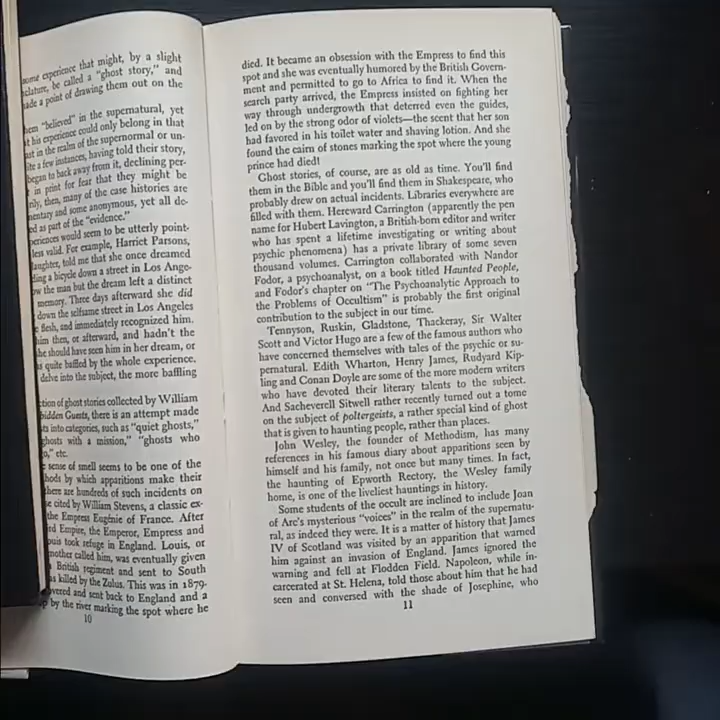 some experience that might, by a slight
be called a "ghost story," and
made a point of drawing them out on the
"believed" in the supernatural, yet
his experience could only belong in that
in the realm of the supernormal or un-
a few instances, having told their story,
began to back away from it, declining per-
in print for fear that they might be
then, many of the case histories are
and some anonymous, yet all de-
as part of the "evidence."
would seem to be utterly point-
less valid. For example, Harriet Parsons,
told me that she once dreamed
a bicycle down a street in Los Ange-
the man but the dream left a distinct
memory. Three days afterward she did
down the selfsame street in Los Angeles
flesh, and immediately recognized him.
him then, or afterward, and hadn't the
he should have seen him in her dream, or
quite baffled by the whole experience.
delve into the subject, the more baffling
of ghost stories collected by William
Guests, there is an attempt made
into categories, such as "quiet ghosts,"
"ghosts with a mission," "ghosts who
etc.
sense of smell seems to be one of the
by which apparitions make their
there are hundreds of such incidents on
cited by William Stevens, a classic ex-
the Empress Eugénie of France. After
Empire, the Emperor, Empress and
took refuge in England. Louis, or
mother called him, was eventually given
British regiment and sent to South
killed by the Zulus. This was in 1879.
and sent back to England and a
by the river marking the spot where he
10
died. It became an obsession with the Empress to find this
spot and she was eventually humored by the British Govern-
ment and permitted to go to Africa to find it. When the
search party arrived, the Empress insisted on fighting her
way through undergrowth that deterred even the guides,
led on by the strong odor of violets—the scent that her son
had favored in his toilet water and shaving lotion. And she
found the cairn of stones marking the spot where the young
prince had died!
Ghost stories, of course, are as old as time. You'll find
them in the Bible and you'll find them in Shakespeare, who
probably drew on actual incidents. Libraries everywhere are
filled with them. Hereward Carrington (apparently the pen
name for Hubert Lavington, a British-born editor and writer
who has spent a lifetime investigating or writing about
psychic phenomena) has a private library of some seven
thousand volumes. Carrington collaborated with Nandor
Fodor, a psychoanalyst, on a book titled Haunted People,
and Fodor's chapter on "The Psychoanalytic Approach to
the Problems of Occultism" is probably the first original
contribution to the subject in our time.
Tennyson, Ruskin, Gladstone, Thackeray, Sir Walter
Scott and Victor Hugo are a few of the famous authors who
have concerned themselves with tales of the psychic or su-
pernatural. Edith Wharton, Henry James, Rudyard Kip-
ling and Conan Doyle are some of the more modern writers
who have devoted their literary talents to the subject.
And Sacheverell Sitwell rather recently turned out a tome
on the subject of poltergeists, a rather special kind of ghost
that is given to haunting people, rather than places.
John Wesley, the founder of Methodism, has many
references in his famous diary about apparitions seen by
himself and his family, not once but many times. In fact,
the haunting of Epworth Rectory, the Wesley family
home, is one of the liveliest hauntings in history.
Some students of the occult are inclined to include Joan
of Arc's mysterious "voices" in the realm of the supernatu-
ral, as indeed they were. It is a matter of history that James
IV of Scotland was visited by an apparition that warned
him against an invasion of England. James ignored the
warning and fell at Flodden Field. Napoleon, while in-
carcerated at St. Helena, told those about him that he had
seen and conversed with the shade of Josephine, who
11